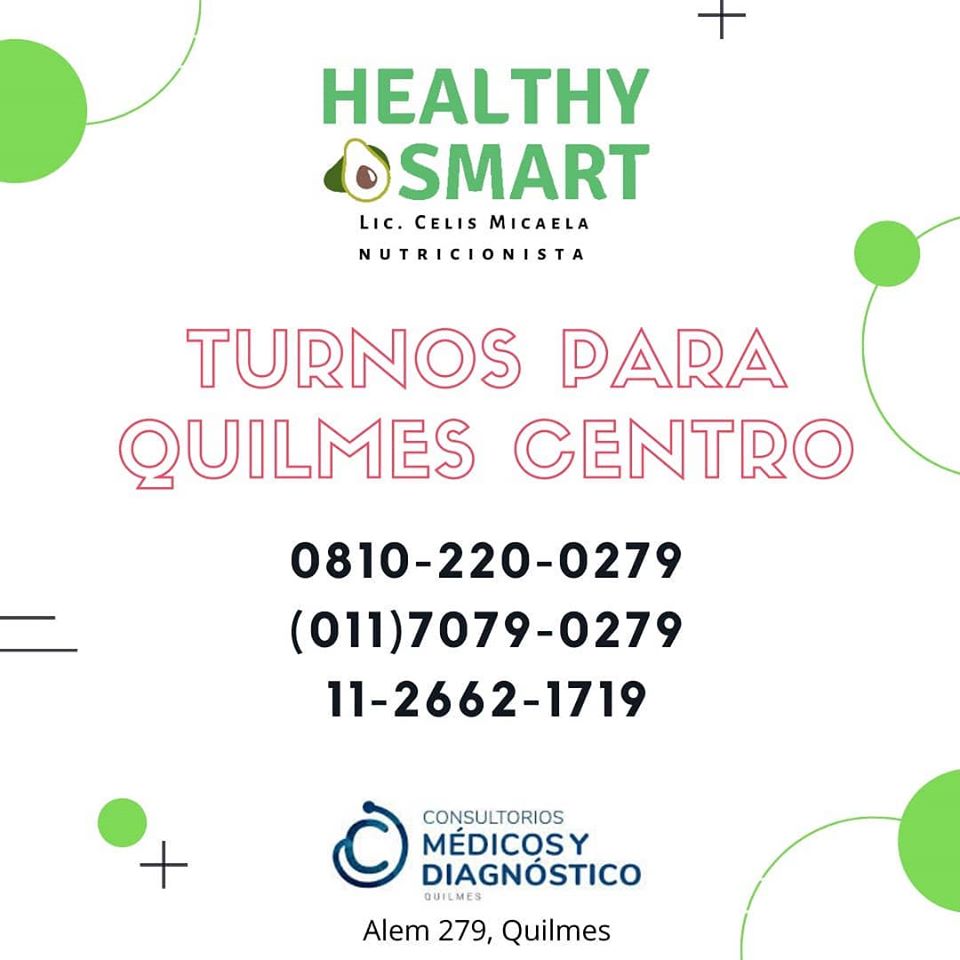 HEALTHY
SMART
LIC. CELIS MICAELA
NUTRICIONISTA
TURNOS PARA
QUILMES CENTRO
0810-220-0279
(011)7079-0279
11-2662-1719
CONSULTORIOS
MÉDICOS Y
DIAGNÓSTICO
QUILMES
Alem 279, Quilmes